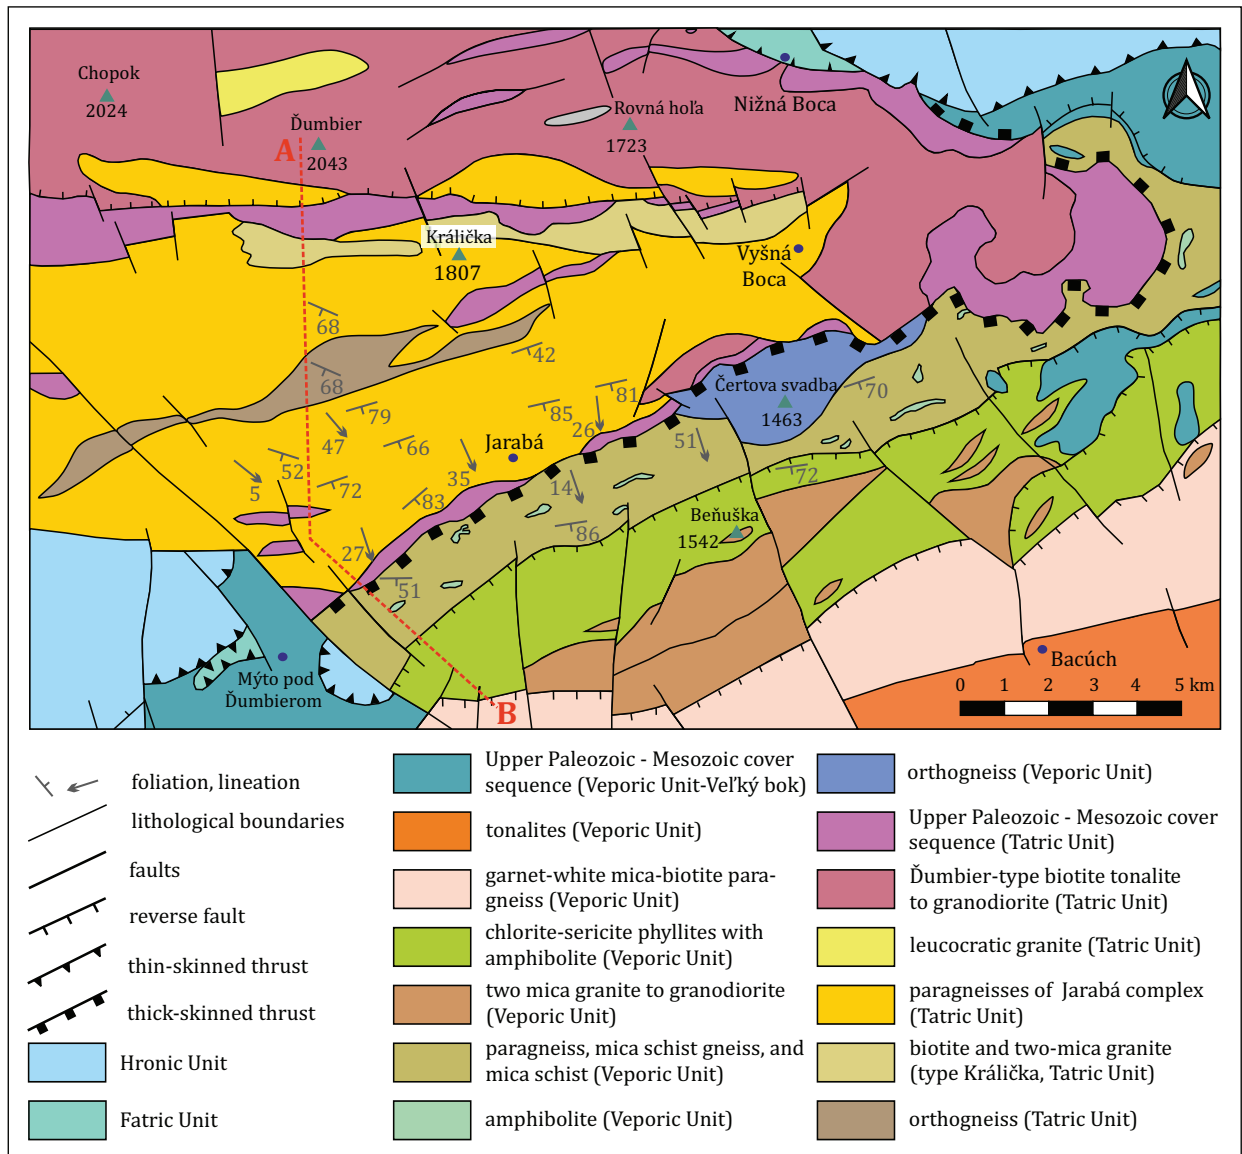 Chopok
2024
Ďumbier
2043
A
Rovná hoľa
1723
Nižná Boca
Králička
1807
Vyšná
Boca
68
68
42
79
47
66
85
81
26
Čertova svadba
1463
70
Jarabá
52
5
72
35
83
14
51
72
86
27
51
Beňuška
1542
Mýto pod
Ďumbierom
B
Bacúch
0 1 2 3 4 5 km
foliation, lineation
lithological boundaries
faults
reverse fault
thin-skinned thrust
thick-skinned thrust
Hronic Unit
Fatric Unit
Upper Paleozoic - Mesozoic cover
sequence (Veporic Unit-Veľký bok)
tonalites (Veporic Unit)
garnet-white mica-biotite para-
gneiss (Veporic Unit)
chlorite-sericite phyllites with
amphibolite (Veporic Unit)
two mica granite to granodiorite
(Veporic Unit)
paragneiss, mica schist gneiss, and
mica schist (Veporic Unit)
amphibolite (Veporic Unit)
orthogneiss (Veporic Unit)
Upper Paleozoic - Mesozoic cover
sequence (Tatric Unit)
Ďumbier-type biotite tonalite
to granodiorite (Tatric Unit)
leucocratic granite (Tatric Unit)
paragneisses of Jarabá complex
(Tatric Unit)
biotite and two-mica granite
(type Králička, Tatric Unit)
orthogneiss (Tatric Unit)